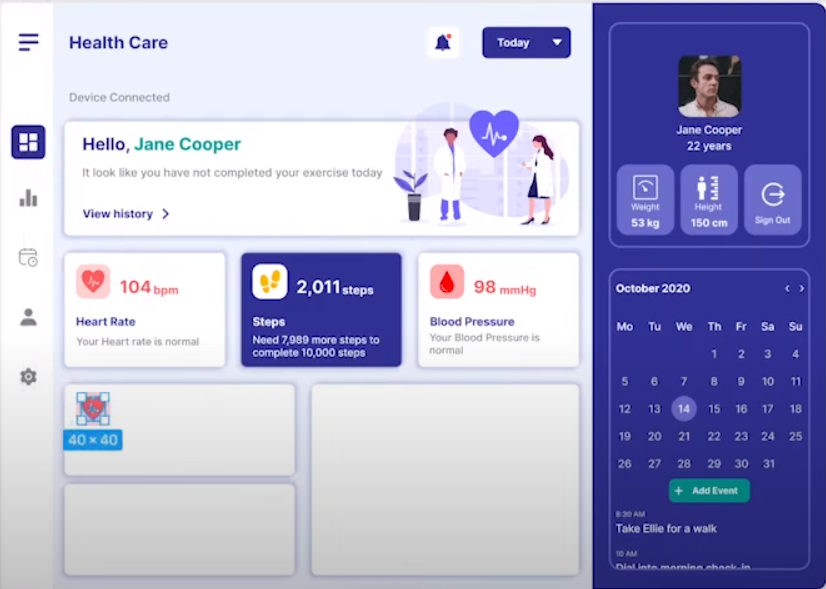 Health Care
Today
Device Connected
Hello, Jane Cooper
It look like you have not completed your exercise today
View history
104 bpm
Heart Rate
Your Heart rate is normal
2,011 steps
Steps
Need 7,989 more steps to
complete 10,000 steps
98 mmHg
Blood Pressure
Your Blood Pressure is
normal
40 × 40
Jane Cooper
22 years
Weight
53 kg
Height
150 cm
Sign Out
October 2020
Mo Tu We Th Fr Sa Su
1 2 3 4
5 6 7 8 9 10 11
12 13 14 15 16 17 18
19 20 21 22 23 24 25
26 27 28 29 30 31
+ Add Event
8:30 AM
Take Ellie for a walk
10 AM
Dial into morning check-in